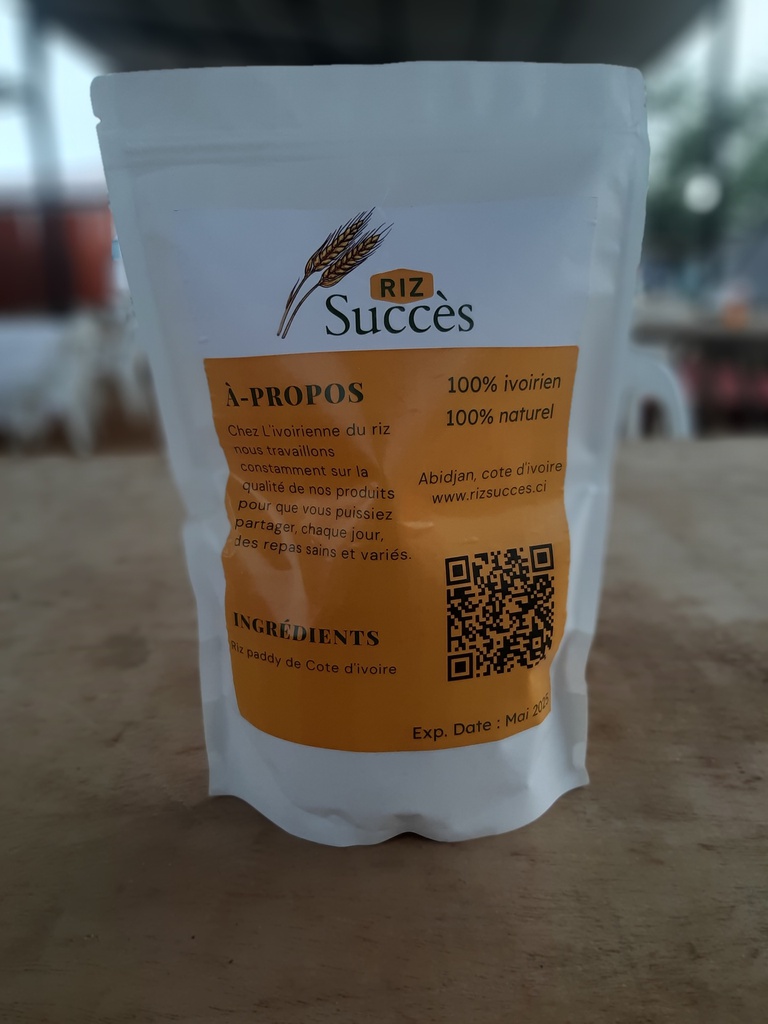 RIZ
Succès
À-PROPOS
Chez L'ivoirienne du riz
nous travaillons
constamment sur la
qualité de nos produits
pour que vous puissiez
partager, chaque jour,
des repas sains et variés.
INGRÉDIENTS
Riz paddy de Cote d'ivoire
100% ivoirien
100% naturel
Abidjan, cote d'ivoire
www.rizsucces.ci
Exp. Date : Mai 2025